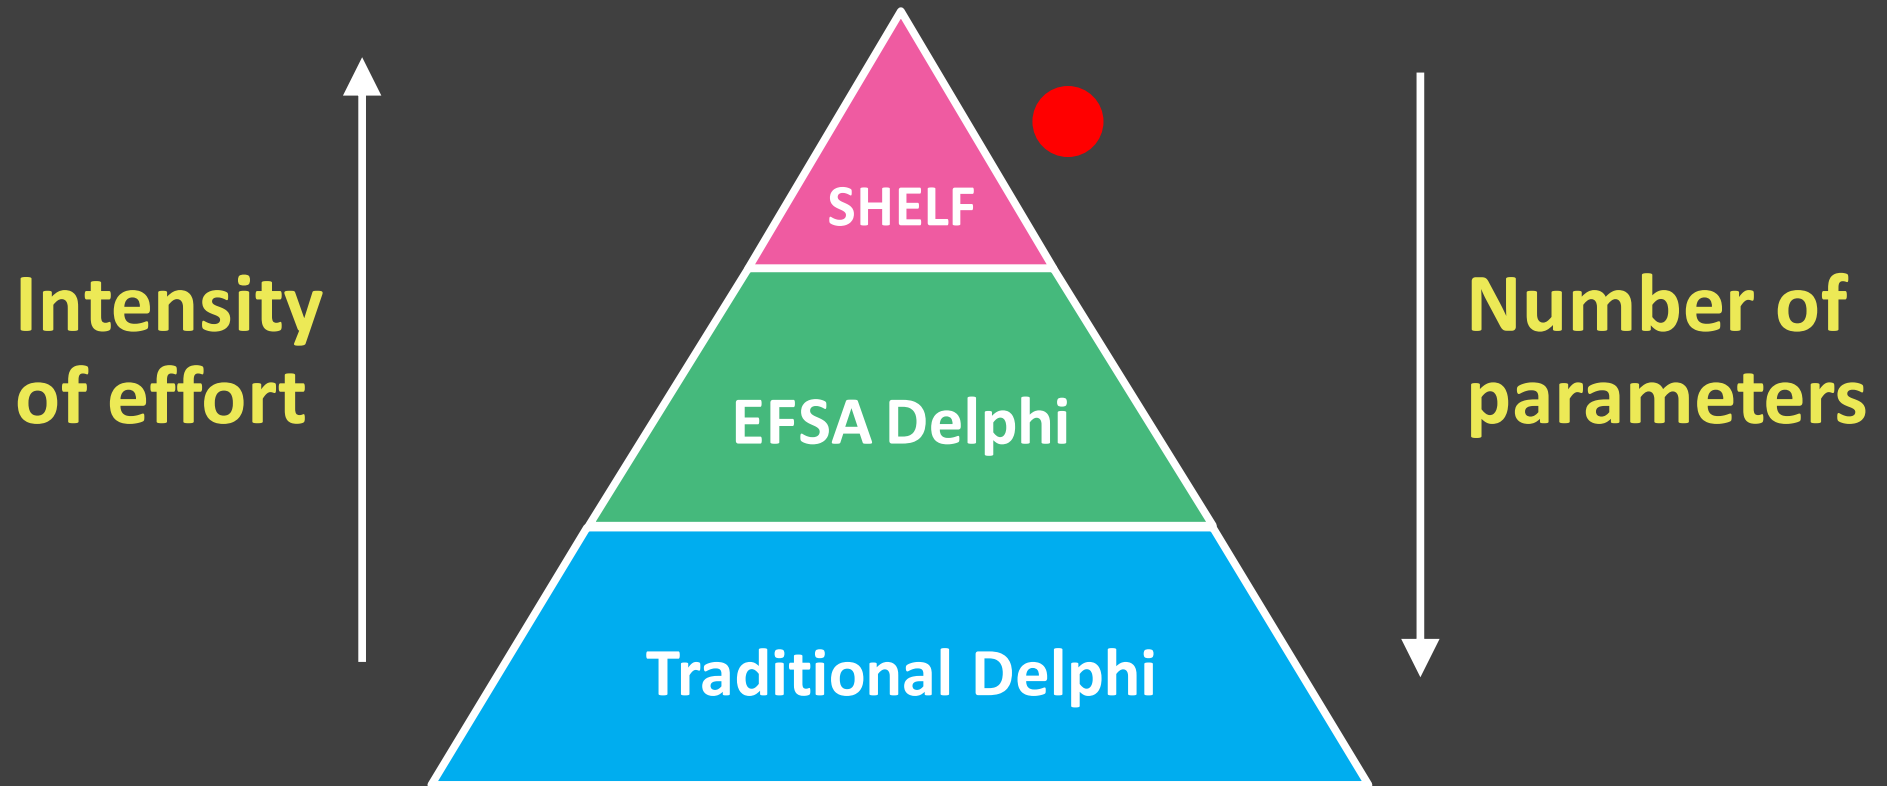 SHELF
Intensity
of effort
EFSA Delphi
Number of
parameters
Traditional Delphi